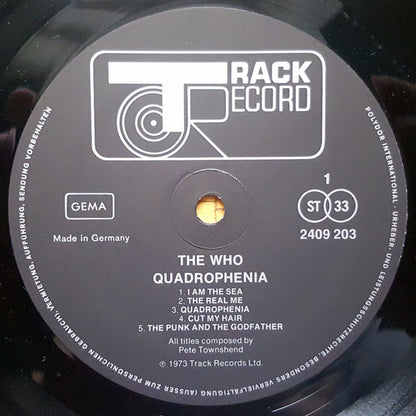 TRACK
RECORD
1
GEMA
ST 33
Made in Germany
2409 203
THE WHO
QUADROPHENIA
1. I AM THE SEA
2. THE REAL ME
3. QUADROPHENIA
4. CUT MY HAIR
5. THE PUNK AND THE GODFATHER
All titles composed by
Pete Townshend
℗ 1973 Track Records Ltd.
POLYDOR INTERNATIONAL · URHEBER- UND LEISTUNGSSCHUTZRECHTE, BESONDERS VERVIELFÄLTIGUNG (AUSSER ZUM PERSÖNLICHEN GEBRAUCH), VERMIETUNG, AUFFÜHRUNG, SENDUNG VORBEHALTEN